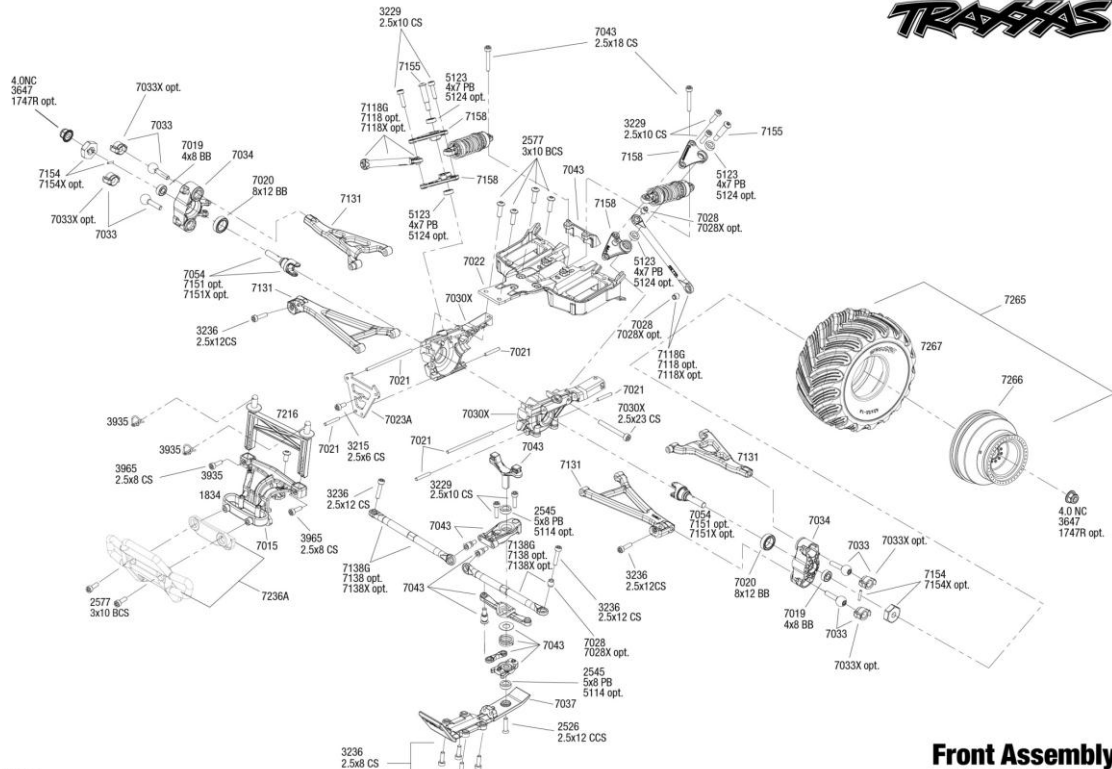 TRAXXAS
3229
2.5x10 CS
7043
2.5x18 CS
7155
5123
4x7 PB
5124 opt.
7158
4.0NC
3647
1747R opt.
7033X opt.
7033
7118G
7118 opt.
7118X opt.
2577
3x10 BCS
7043
3229
2.5x10 CS
7155
7158
5123
4x7 PB
5124 opt.
7019
4x8 BB
7034
7154
7154X opt.
7020
8x12 BB
7033X opt.
7033
7131
7158
5123
4x7 PB
5124 opt.
7158
7028
7028X opt.
7022
5123
4x7 PB
5124 opt.
7054
7151 opt.
7151X opt.
7131
7030X
3236
2.5x12CS
7028
7028X opt.
7265
7267
7021
7021
7118G
7118 opt.
7118X opt.
7266
7023A
7030X
7021
7030X
2.5x23 CS
7216
3935
7021
3215
2.5x6 CS
7021
7043
3935
3965
2.5x8 CS
3935
7131
7131
3236
2.5x12 CS
3229
2.5x10 CS
1834
2545
5x8 PB
5114 opt.
7054
7151 opt.
7151X opt.
7034
4.0 NC
3647
1747R opt.
7015
3965
2.5x8 CS
7043
7138G
7138 opt.
7138X opt.
7033
7033X opt.
7138G
7138 opt.
7138X opt.
7020
8x12 BB
7154
7154X opt.
3236
2.5x12CS
7236A
7043
3236
2.5x12 CS
7019
4x8 BB
7033
2577
3x10 BCS
7043
7028
7028X opt.
7033X opt.
2545
5x8 PB
5114 opt.
7037
2526
2.5x12 CCS
3236
2.5x8 CS
Front Assembly